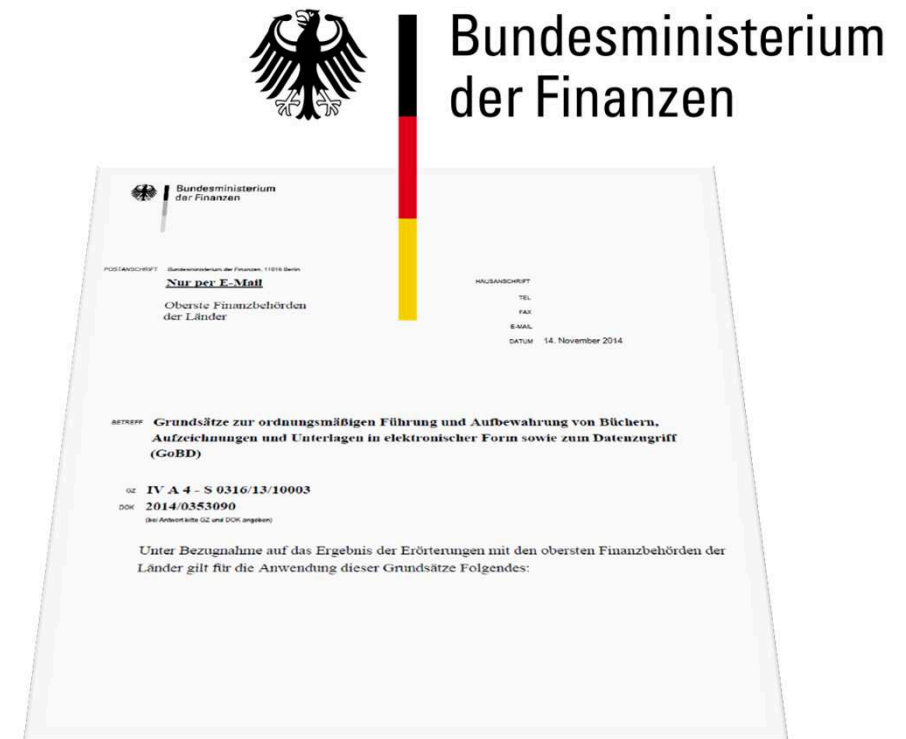 Bundesministerium
der Finanzen
Bundesministerium
der Finanzen
POSTANSCHRIFT Bundesministerium der Finanzen, 11016 Berlin
Nur per E-Mail
Oberste Finanzbehörden
der Länder
HAUSANSCHRIFT
TEL
FAX
E-MAIL
DATUM 14. November 2014
BETREFF Grundsätze zur ordnungsmäßigen Führung und Aufbewahrung von Büchern,
Aufzeichnungen und Unterlagen in elektronischer Form sowie zum Datenzugriff
(GoBD)
GZ IV A 4 - S 0316/13/10003
DOK 2014/0353090
(bei Antwort bitte GZ und DOK angeben)
Unter Bezugnahme auf das Ergebnis der Erörterungen mit den obersten Finanzbehörden der
Länder gilt für die Anwendung dieser Grundsätze Folgendes: